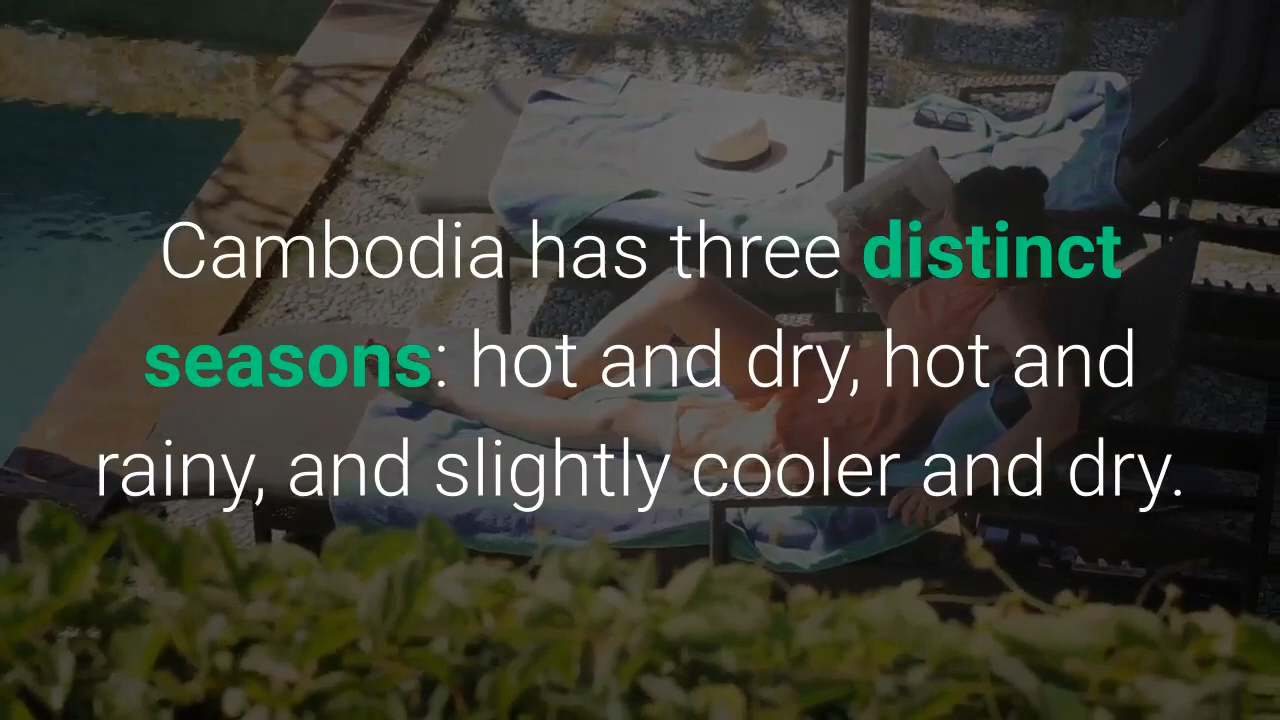 Cambodia has three distinct
seasons: hot and dry, hot and
rainy, and slightly cooler and dry.